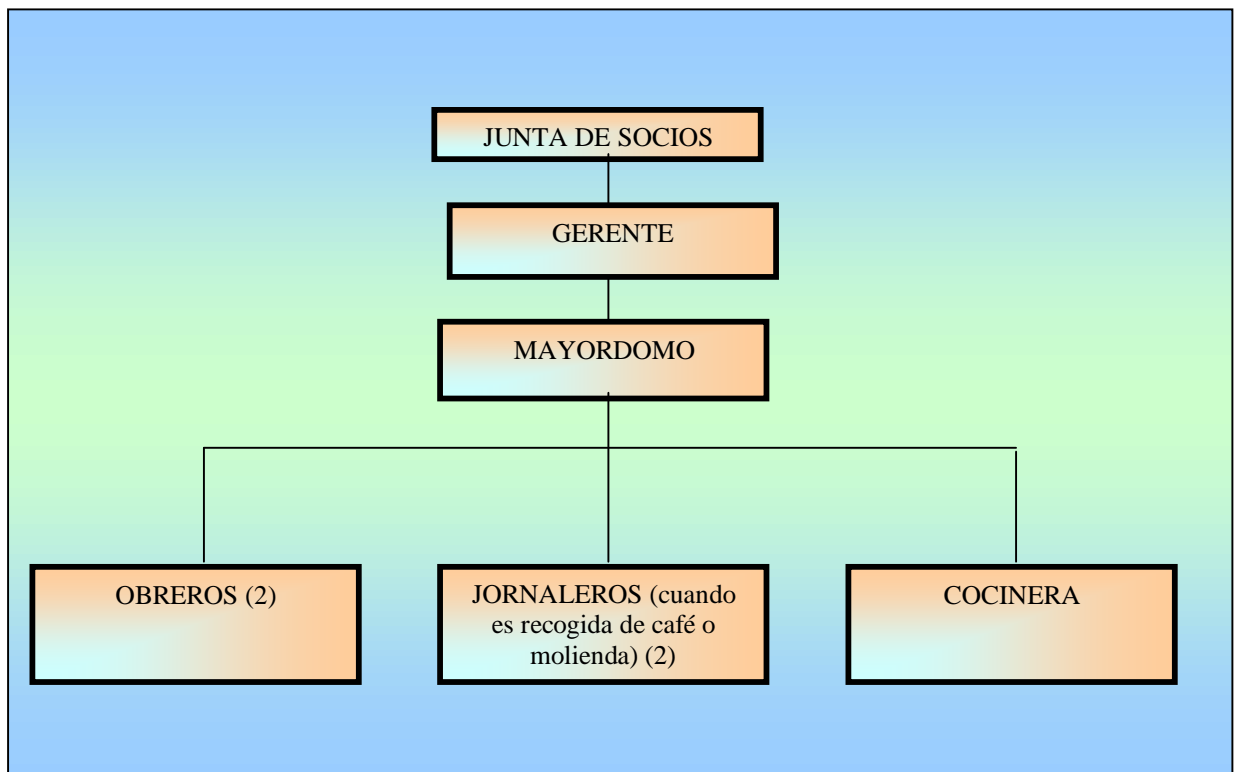 JUNTA DE SOCIOS
GERENTE
MAYORDOMO
OBREROS (2)
JORNALEROS (cuando
es recogida de café o
molienda) (2)
COCINERA